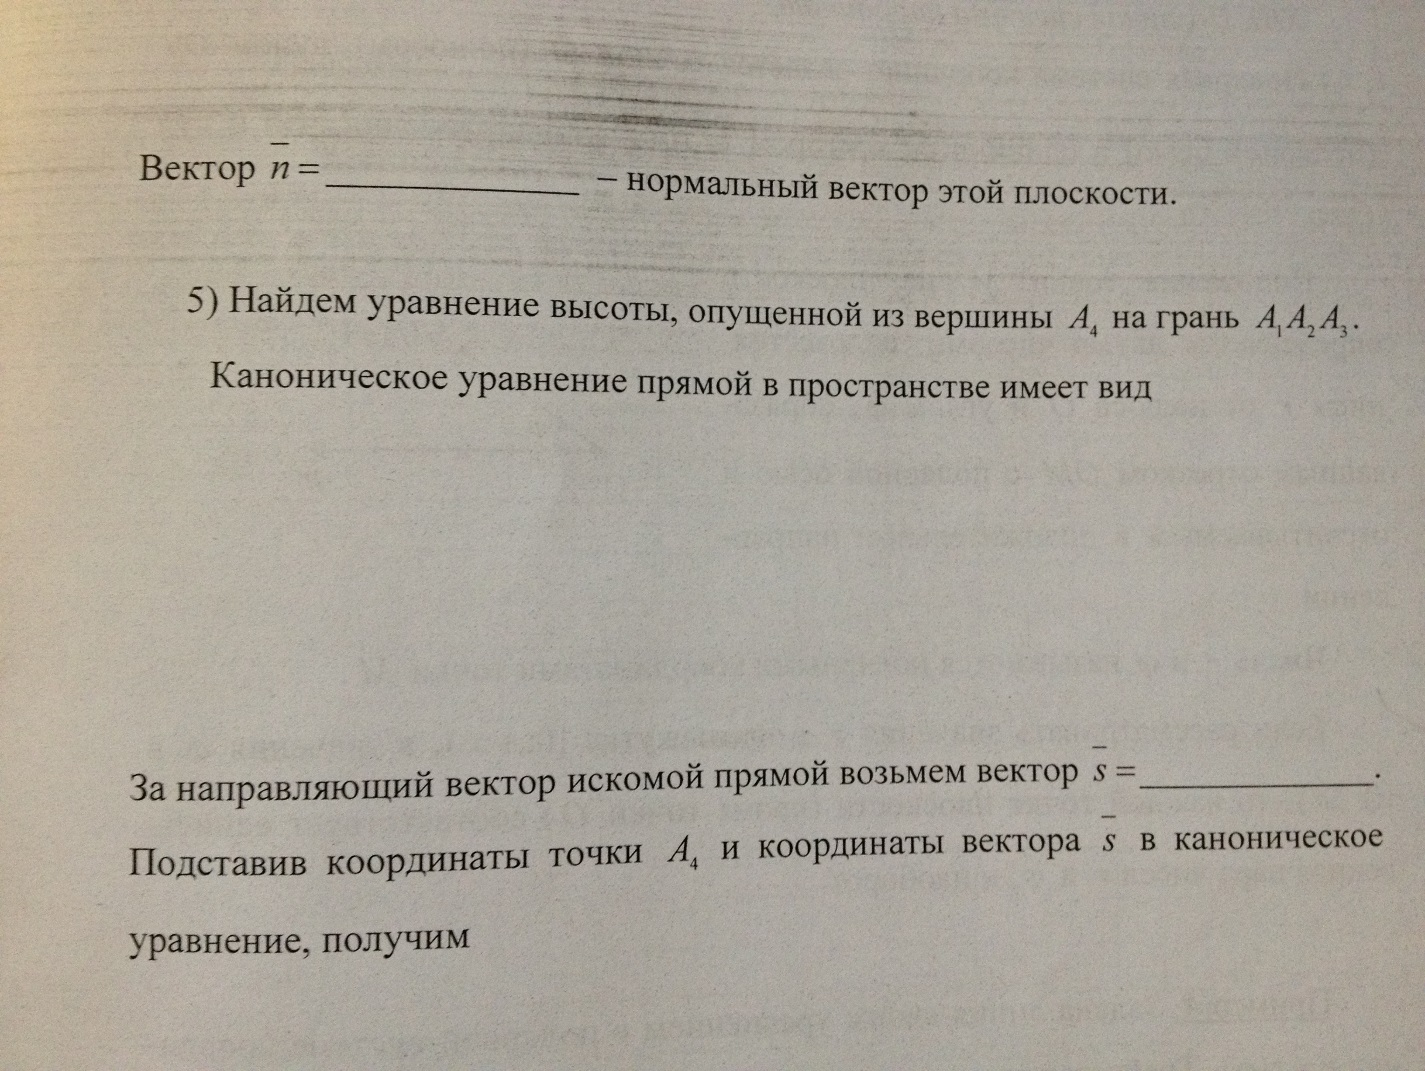 Вектор n̅ = ______________ – нормальный вектор этой плоскости.
5) Найдем уравнение высоты, опущенной из вершины A₄ на грань A₁A₂A₃.
Каноническое уравнение прямой в пространстве имеет вид
За направляющий вектор искомой прямой возьмем вектор s̅ = _____________.
Подставив координаты точки A₄ и координаты вектора s̅ в каноническое
уравнение, получим